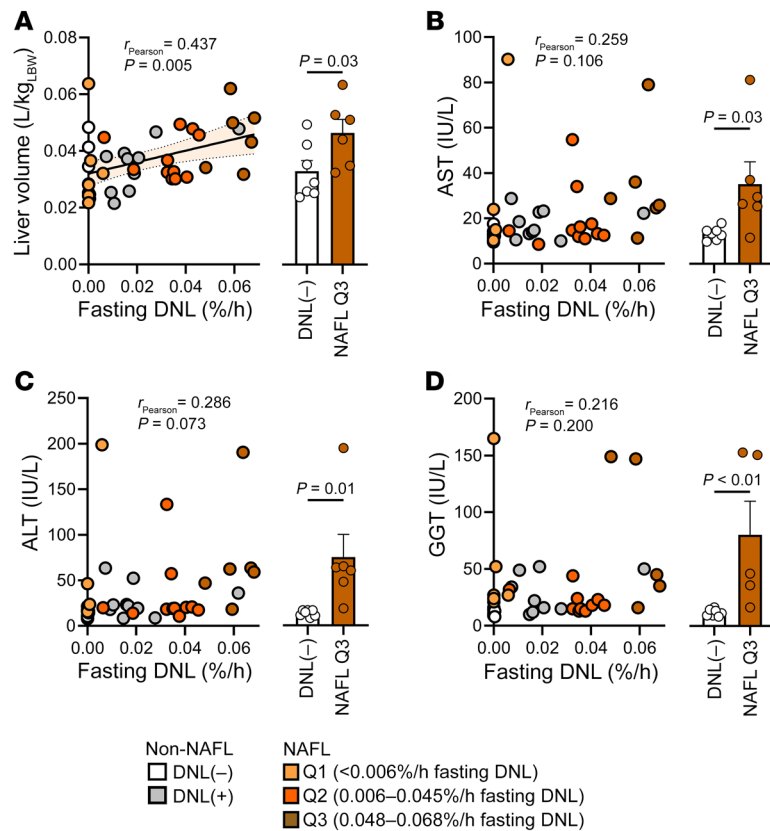 A
Liver volume (L/kgLBW)
0.08
0.06
0.04
0.02
0.00
rPearson = 0.437
P = 0.005
P = 0.03
0.00 0.02 0.04 0.06
Fasting DNL (%/h)
DNL(–)
NAFL Q3
B
AST (IU/L)
100
80
60
40
20
0
rPearson = 0.259
P = 0.106
P = 0.03
0.00 0.02 0.04 0.06
Fasting DNL (%/h)
DNL(–)
NAFL Q3
C
ALT (IU/L)
250
200
150
100
50
0
rPearson = 0.286
P = 0.073
P = 0.01
0.00 0.02 0.04 0.06
Fasting DNL (%/h)
DNL(–)
NAFL Q3
D
GGT (IU/L)
200
150
100
50
0
rPearson = 0.216
P = 0.200
P < 0.01
0.00 0.02 0.04 0.06
Fasting DNL (%/h)
DNL(–)
NAFL Q3
Non-NAFL
DNL(–)
DNL(+)
NAFL
Q1 (<0.006%/h fasting DNL)
Q2 (0.006–0.045%/h fasting DNL)
Q3 (0.048–0.068%/h fasting DNL)